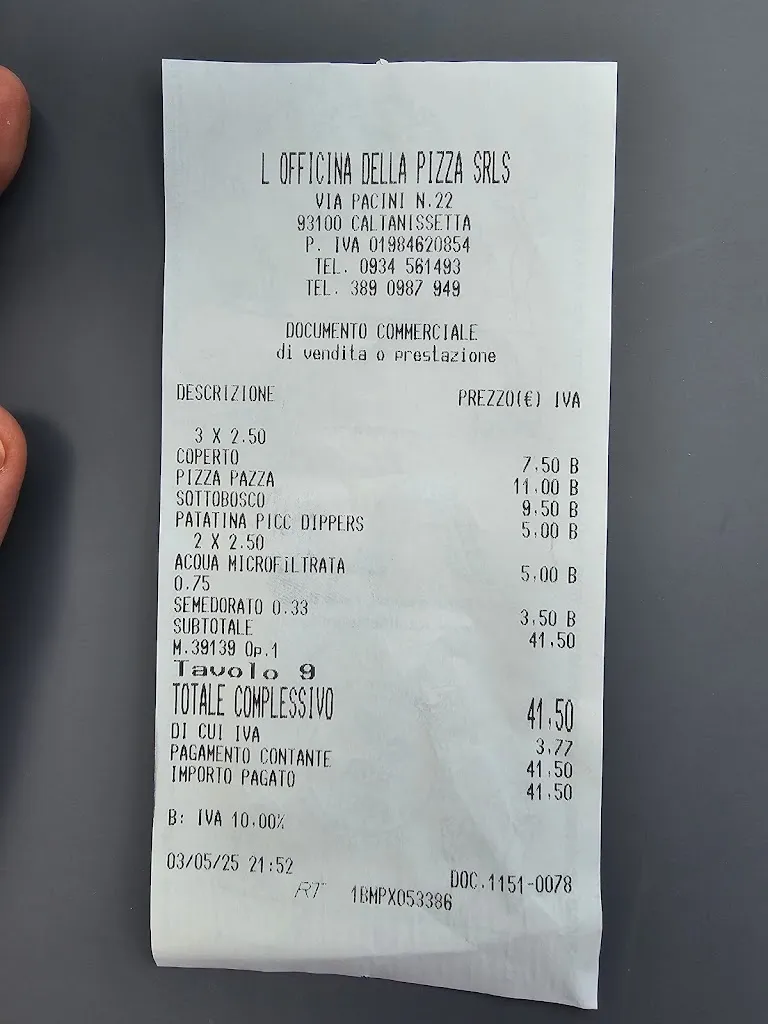 L OFFICINA DELLA PIZZA SRLS
VIA PACINI N.22
93100 CALTANISSETTA
P. IVA 01984620854
TEL. 0934 561493
TEL. 389 0987 949
DOCUMENTO COMMERCIALE
di vendita o prestazione
DESCRIZIONE PREZZO(€) IVA
3 X 2.50
COPERTO 7,50 B
PIZZA PAZZA 11,00 B
SOTTOBOSCO 9,50 B
PATATINA PICC DIPPERS 5,00 B
2 X 2.50
ACQUA MICROFiLTRATA 5,00 B
0.75
SEMEDORATO 0.33 3,50 B
SUBTOTALE 41,50
M.39139 Op.1
Tavolo 9
TOTALE COMPLESSIVO 41,50
DI CUI IVA 3,77
PAGAMENTO CONTANTE 41,50
IMPORTO PAGATO 41,50
B: IVA 10,00%
03/05/25 21:52 DOC.1151-0078
RT 1BMPX053386